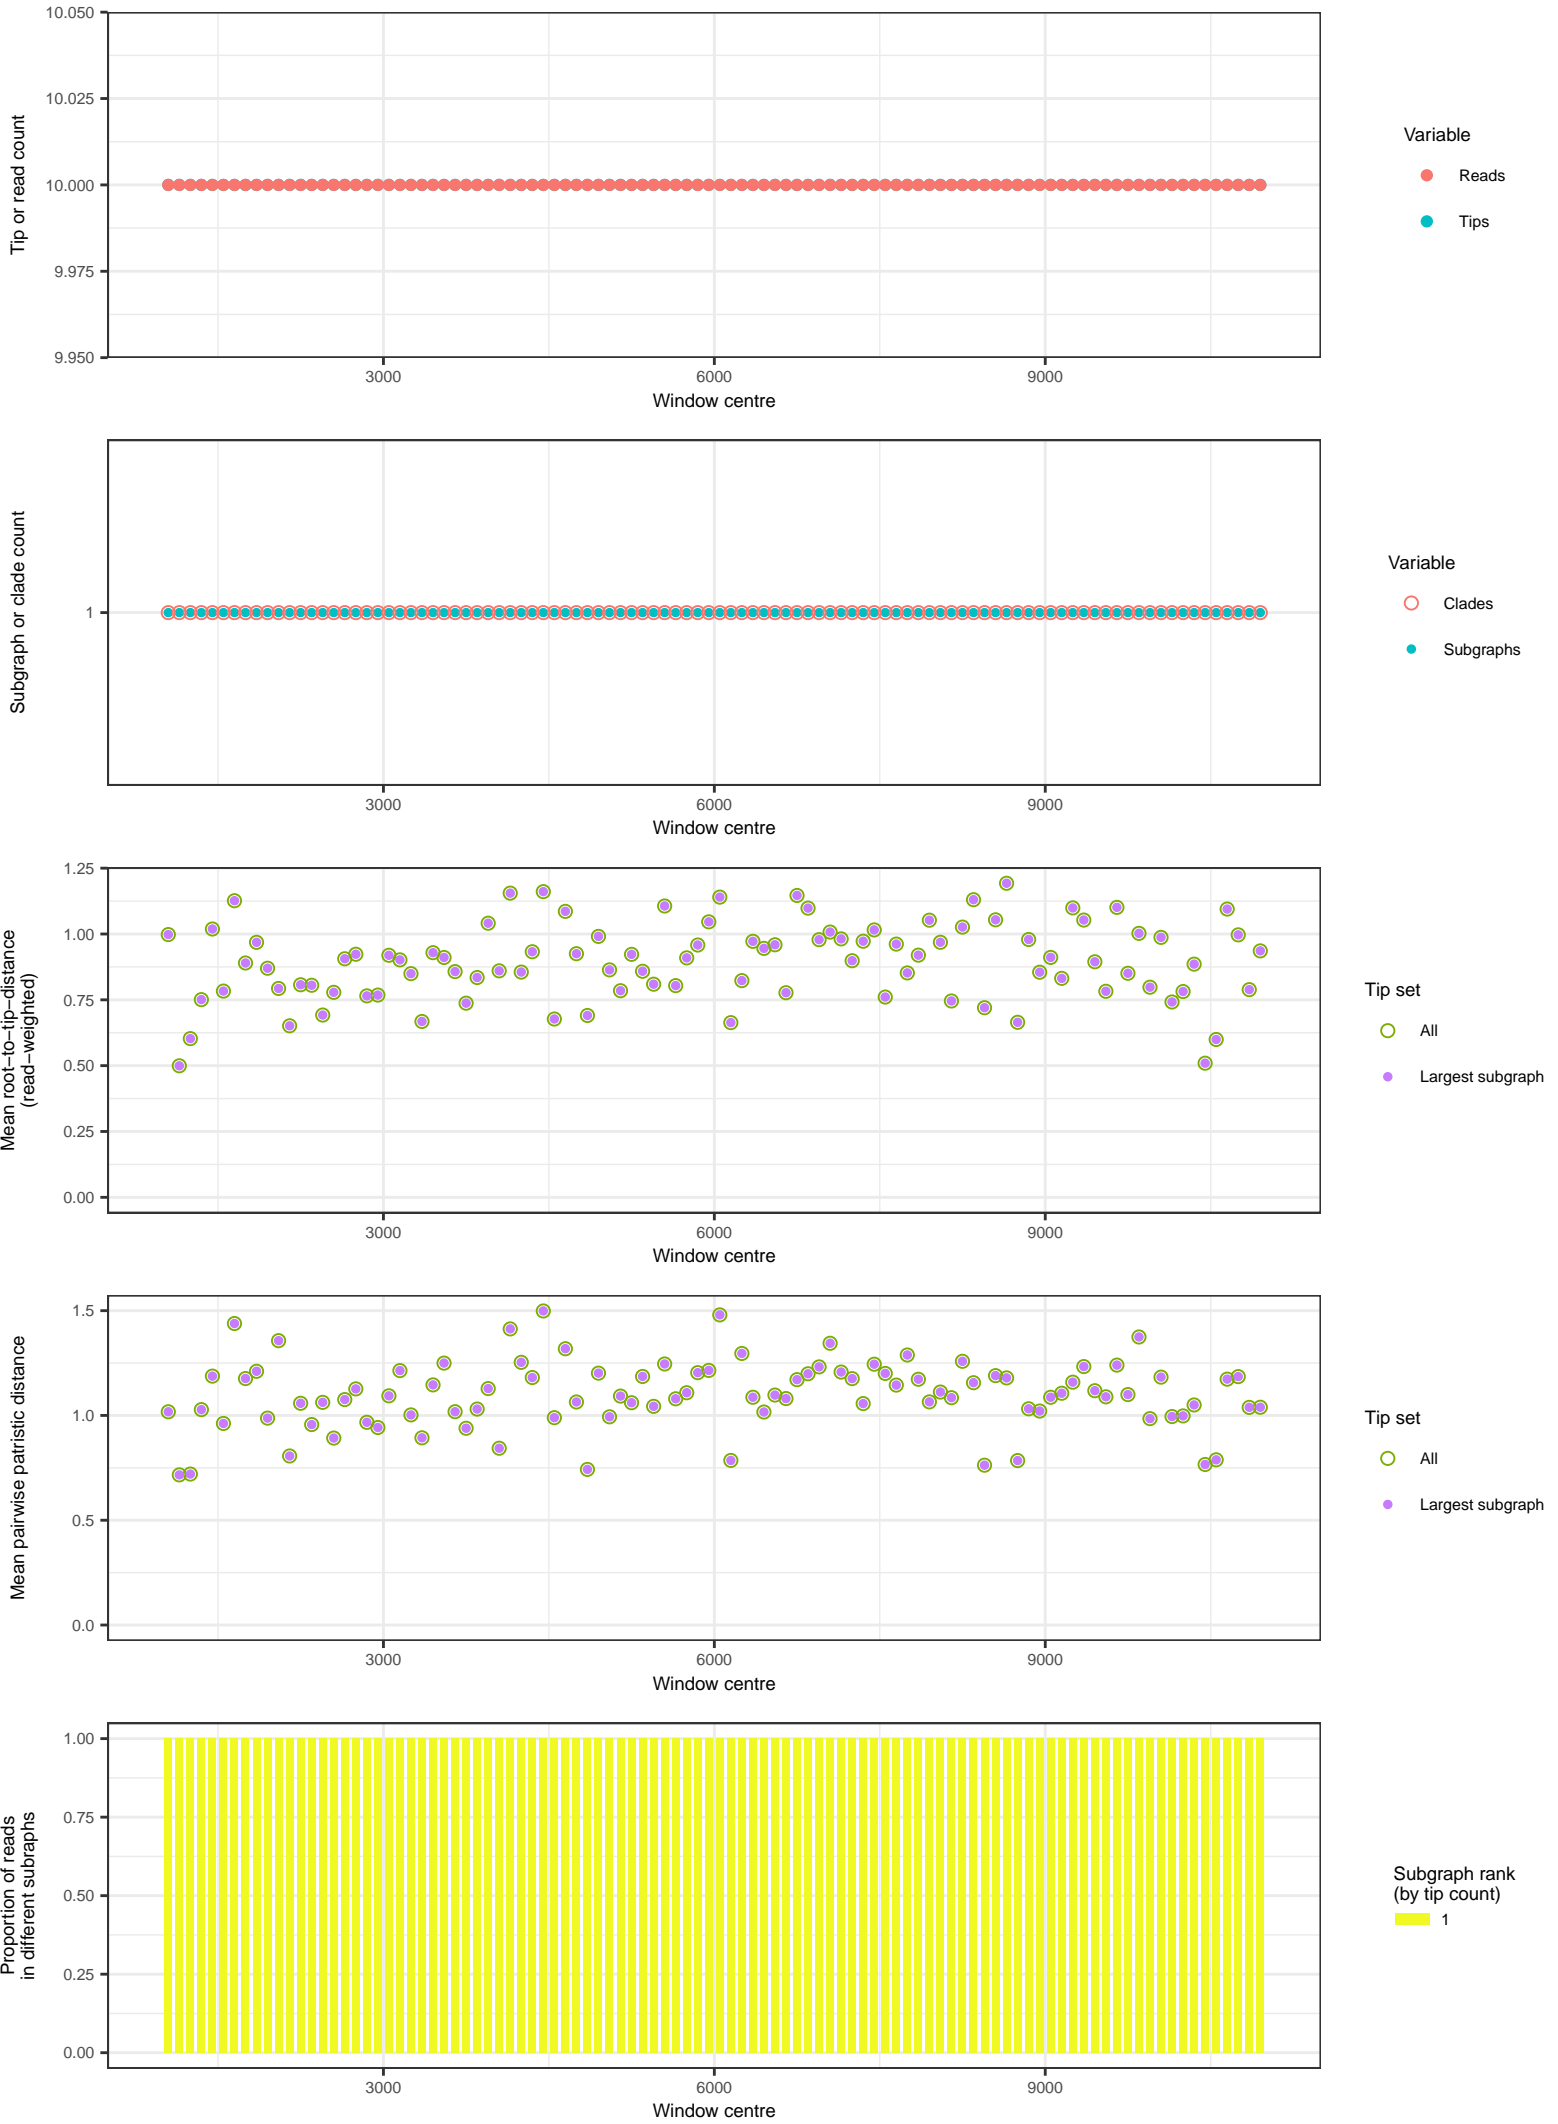 10.050
10.025
10.000
9.975
9.950
Tip or read count
3000 6000 9000
Window centre
Variable
Reads
Tips
1
Subgraph or clade count
3000 6000 9000
Window centre
Variable
Clades
Subgraphs
1.25
1.00
0.75
0.50
0.25
0.00
Mean root−to−tip−distance
(read−weighted)
3000 6000 9000
Window centre
Tip set
All
Largest subgraph
1.5
1.0
0.5
0.0
Mean pairwise patristic distance
3000 6000 9000
Window centre
Tip set
All
Largest subgraph
1.00
0.75
0.50
0.25
0.00
Proportion of reads
in different subraphs
3000 6000 9000
Window centre
Subgraph rank
(by tip count)
1